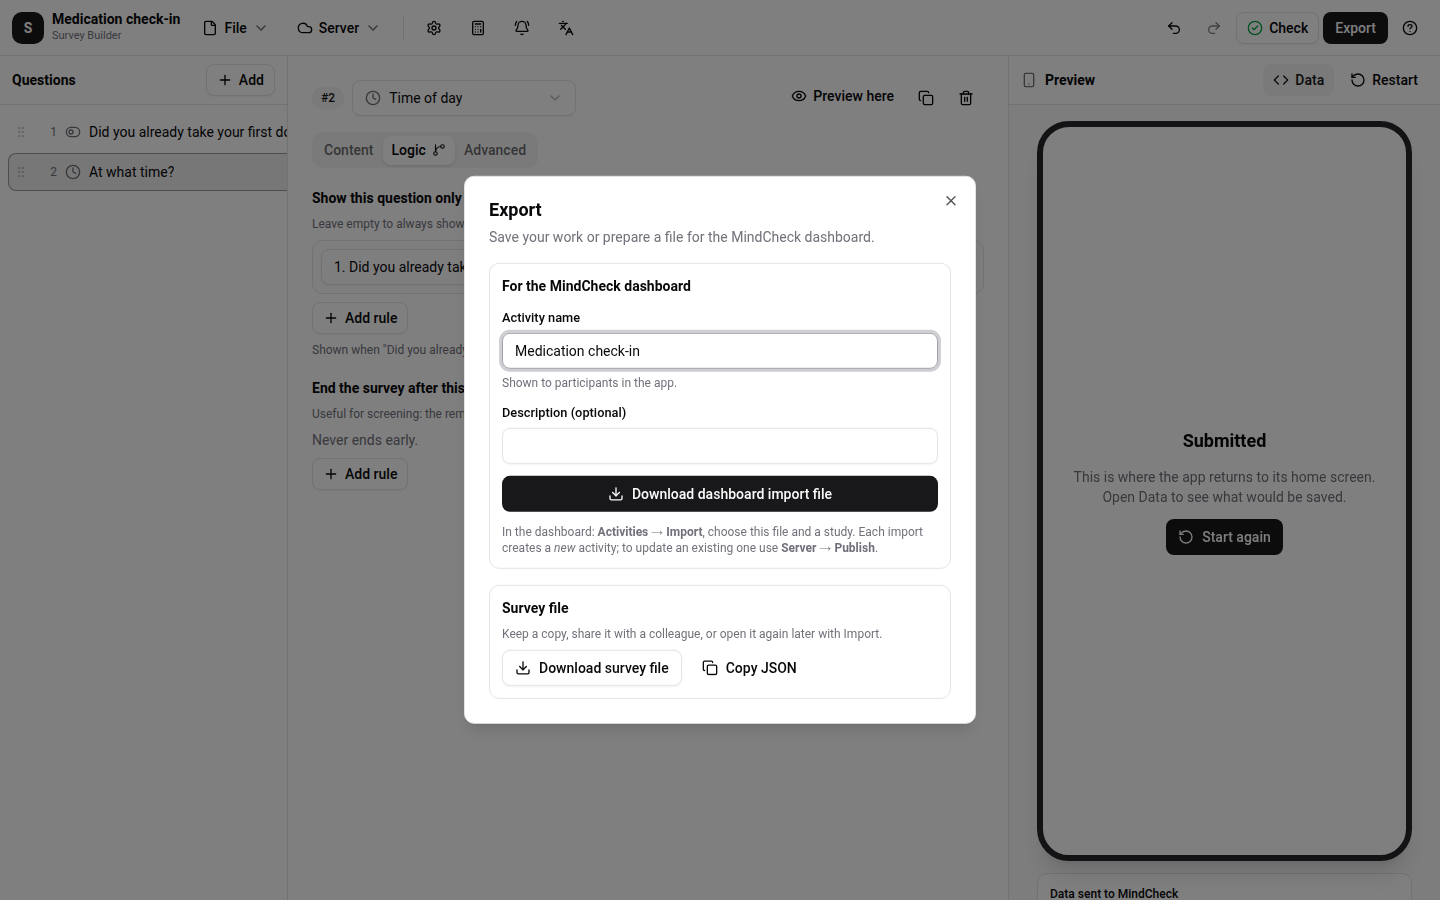 S
Medication check-in
Survey Builder
File
Server
Check
Export
Questions
Add
#2
Time of day
Preview here
Preview
Data
Restart
1
Did you already take your first do
2
At what time?
Content
Logic
Advanced
Show this question only
Leave empty to always show
1. Did you already tak
Add rule
Shown when "Did you already
End the survey after this
Useful for screening: the rem
Never ends early.
Add rule
Export
Save your work or prepare a file for the MindCheck dashboard.
For the MindCheck dashboard
Activity name
Medication check-in
Shown to participants in the app.
Description (optional)
Download dashboard import file
In the dashboard: Activities → Import, choose this file and a study. Each import
creates a new activity; to update an existing one use Server → Publish.
Survey file
Keep a copy, share it with a colleague, or open it again later with Import.
Download survey file
Copy JSON
Submitted
This is where the app returns to its home screen.
Open Data to see what would be saved.
Start again
Data sent to MindCheck